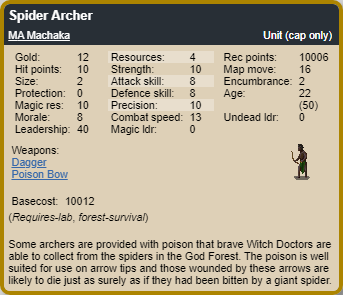 Spider Archer
MA Machaka Unit (cap only)
Gold: 12 Resources: 4 Rec points: 10006
Hit points: 10 Strength: 10 Map move: 16
Size: 2 Attack skill: 8 Encumbrance: 2
Protection: 0 Defence skill: 8 Age: 22
Magic res: 10 Precision: 10 (50)
Morale: 8 Combat speed: 13 Undead ldr: 0
Leadership: 40 Magic ldr: 0
Weapons:
Dagger
Poison Bow
Basecost: 10012
(Requires-lab, forest-survival)
Some archers are provided with poison that brave Witch Doctors are
able to collect from the spiders in the God Forest. The poison is well
suited for use on arrow tips and those wounded by these arrows are
likely to die just as surely as if they had been bitten by a giant spider.